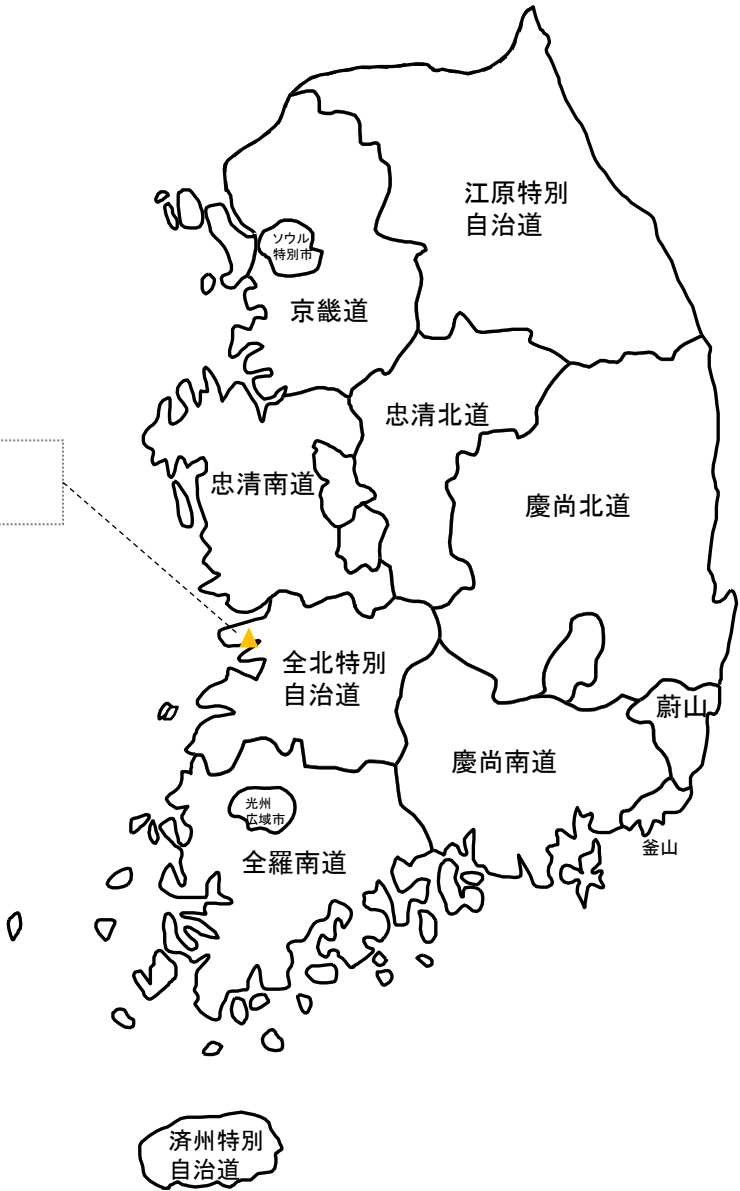 江原特別
自治道
ソウル
特別市
京畿道
忠清北道
忠清南道
慶尚北道
全北特別
自治道
蔚山
慶尚南道
光州
広域市
釜山
全羅南道
済州特別
自治道